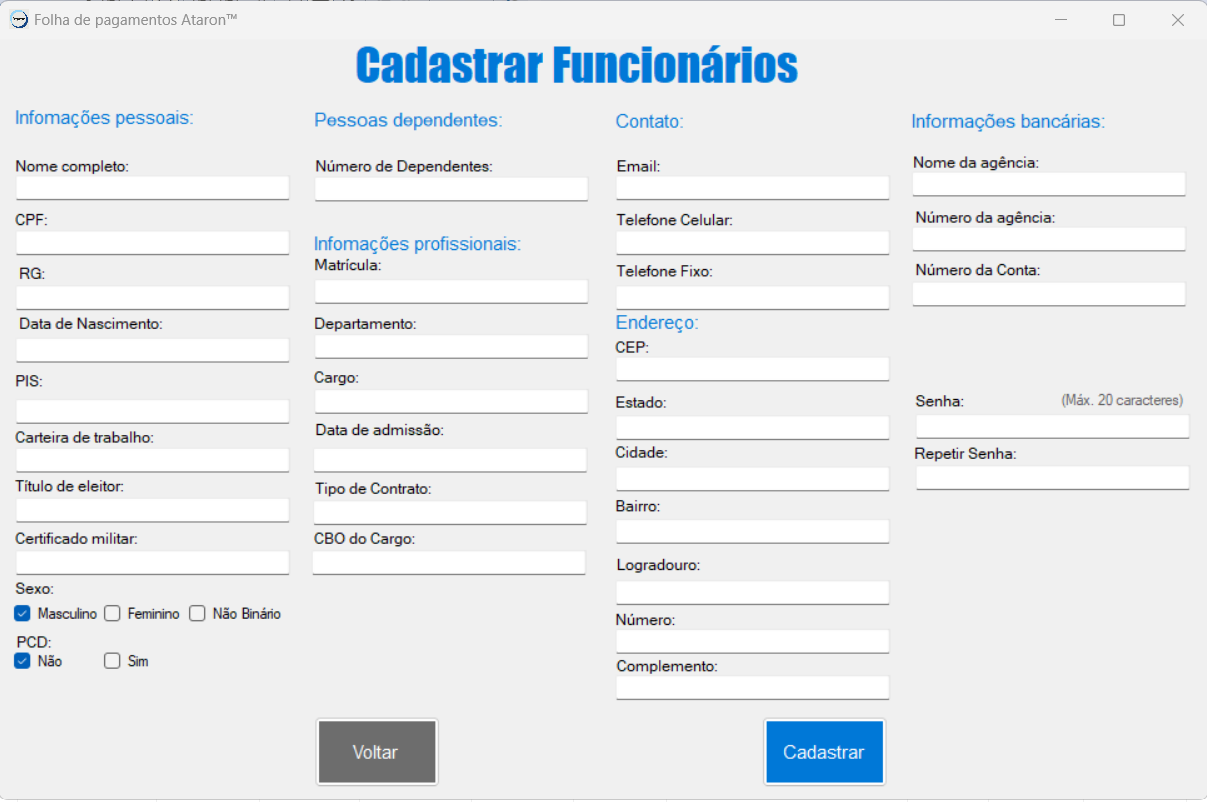 Folha de pagamentos Ataron™
Cadastrar Funcionários
Infomações pessoais:
Nome completo:
CPF:
RG:
Data de Nascimento:
PIS:
Carteira de trabalho:
Título de eleitor:
Certificado militar:
Sexo:
Masculino Feminino Não Binário
PCD:
Não Sim
Pessoas dependentes:
Número de Dependentes:
Infomações profissionais:
Matrícula:
Departamento:
Cargo:
Data de admissão:
Tipo de Contrato:
CBO do Cargo:
Contato:
Email:
Telefone Celular:
Telefone Fixo:
Endereço:
CEP:
Estado:
Cidade:
Bairro:
Logradouro:
Número:
Complemento:
Informações bancárias:
Nome da agência:
Número da agência:
Número da Conta:
Senha: (Máx. 20 caracteres)
Repetir Senha:
Voltar
Cadastrar